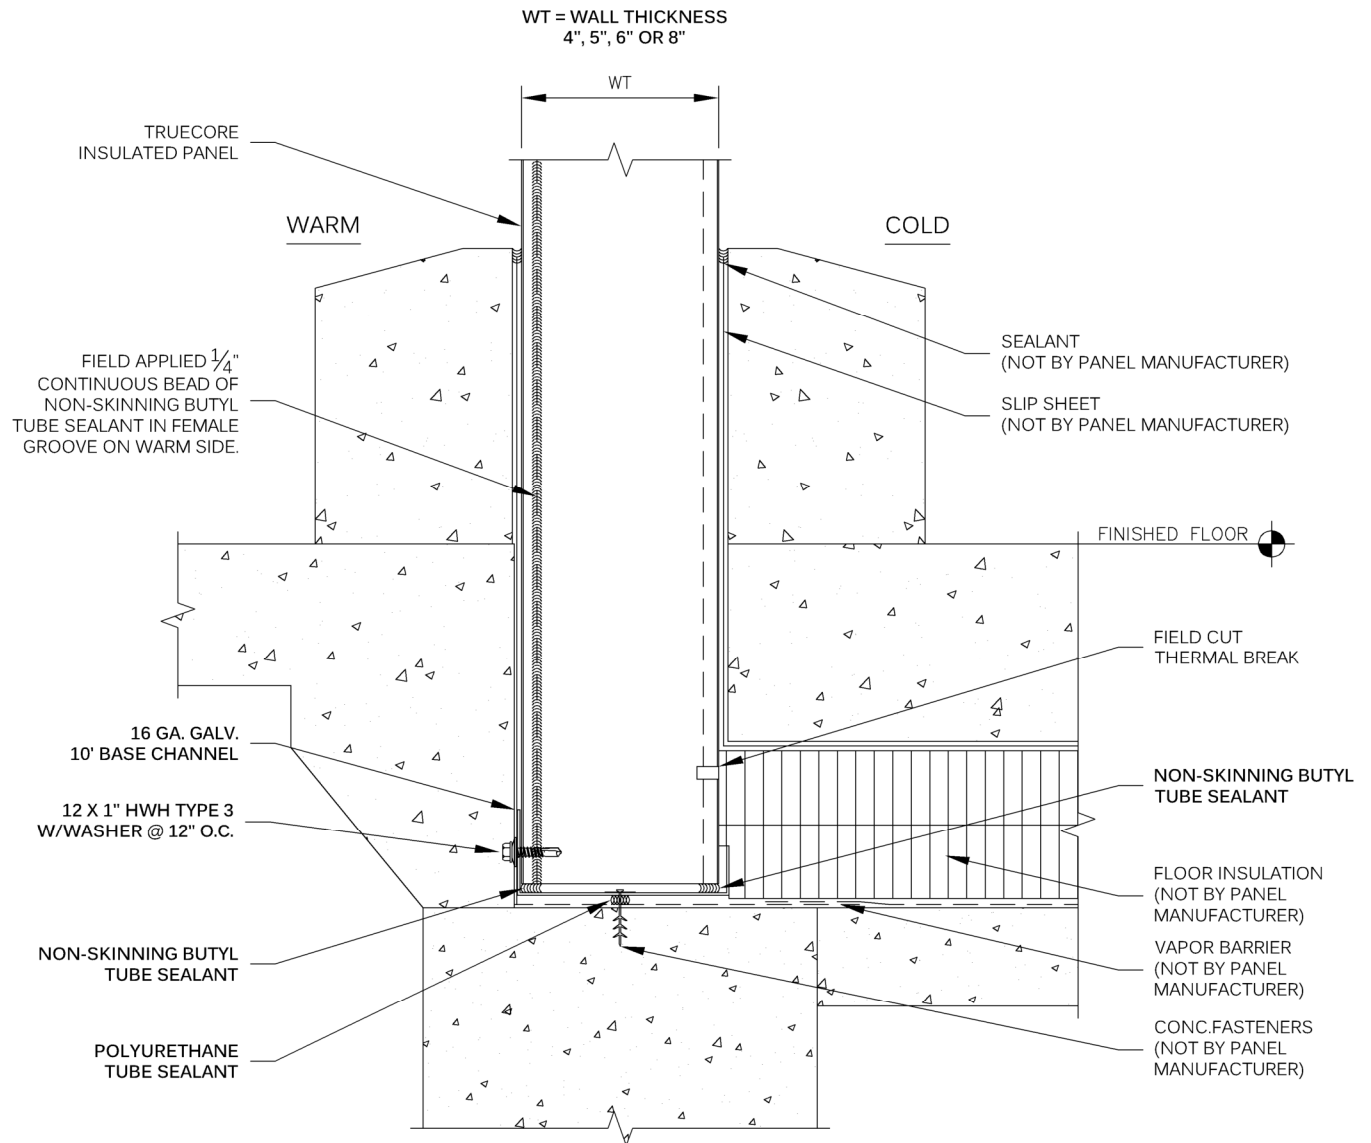 WT = WALL THICKNESS
4", 5", 6" OR 8"
WT
TRUECORE
INSULATED PANEL
WARM
COLD
FIELD APPLIED 1/4"
CONTINUOUS BEAD OF
NON-SKINNING BUTYL
TUBE SEALANT IN FEMALE
GROOVE ON WARM SIDE.
SEALANT
(NOT BY PANEL MANUFACTURER)
SLIP SHEET
(NOT BY PANEL MANUFACTURER)
FINISHED FLOOR
FIELD CUT
THERMAL BREAK
16 GA. GALV.
10' BASE CHANNEL
12 X 1" HWH TYPE 3
W/WASHER @ 12" O.C.
NON-SKINNING BUTYL
TUBE SEALANT
FLOOR INSULATION
(NOT BY PANEL
MANUFACTURER)
NON-SKINNING BUTYL
TUBE SEALANT
VAPOR BARRIER
(NOT BY PANEL
MANUFACTURER)
POLYURETHANE
TUBE SEALANT
CONC.FASTENERS
(NOT BY PANEL
MANUFACTURER)